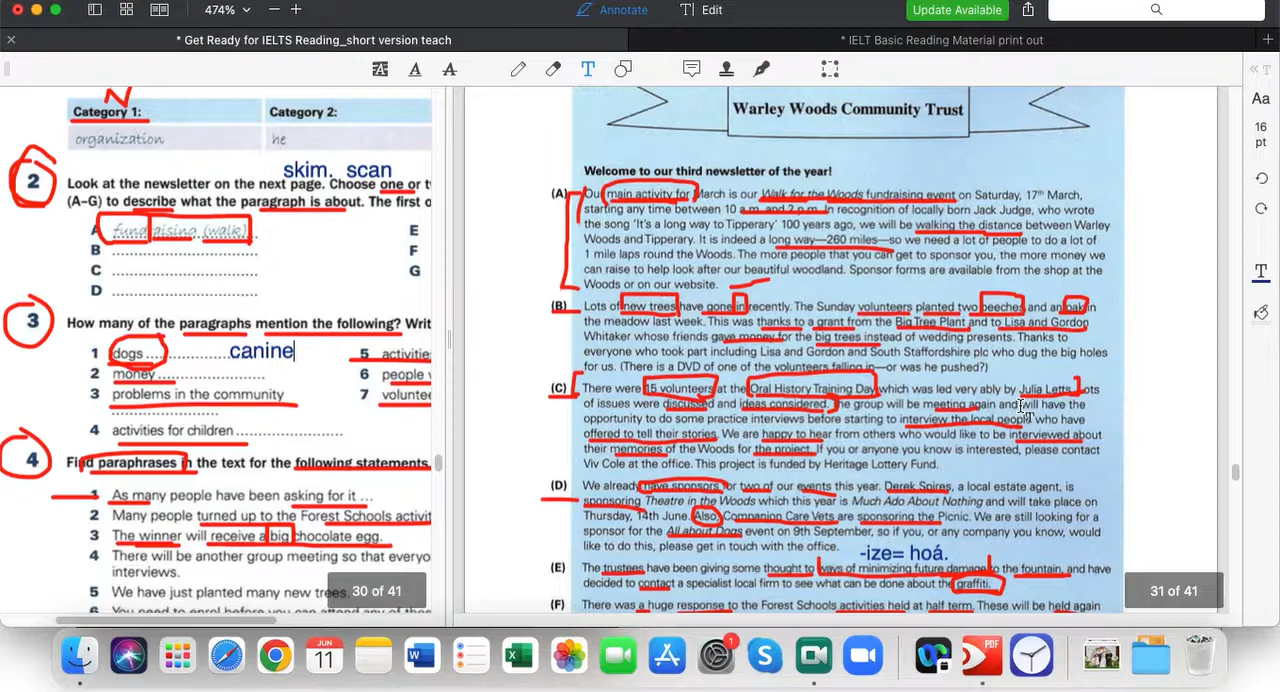 474%
Annotate
Edit
Update Available
* Get Ready for IELTS Reading_short version teach
* IELT Basic Reading Material print out
N
Category 1:
Category 2:
organization
he
2
skim. scan
Look at the newsletter on the next page. Choose one or t
(A–G) to describe what the paragraph is about. The first o
A fund raising (walk)
E
B
F
C
G
D
3
How many of the paragraphs mention the following? Writ
1 dogs
canine
5 activitie
2 money
6 people
3 problems in the community
7 voluntee
4 activities for children
4
Find paraphrases in the text for the following statements.
1 As many people have been asking for it ...
2 Many people turned up to the Forest Schools activit
3 The winner will receive a big chocolate egg.
4 There will be another group meeting so that everyo
interviews.
5 We have just planted many new trees.
30 of 41
Warley Woods Community Trust
Welcome to our third newsletter of the year!
(A) Our main activity for March is our Walk for the Woods fundraising event on Saturday, 17th March,
starting any time between 10 a.m. and 2 p.m. In recognition of locally born Jack Judge, who wrote
the song 'It's a long way to Tipperary' 100 years ago, we will be walking the distance between Warley
Woods and Tipperary. It is indeed a long way—260 miles—so we need a lot of people to do a lot of
1 mile laps round the Woods. The more people that you can get to sponsor you, the more money we
can raise to help look after our beautiful woodland. Sponsor forms are available from the shop at the
Woods or on our website.
(B) Lots of new trees have gone in recently. The Sunday volunteers planted two beeches and an oak in
the meadow last week. This was thanks to a grant from the Big Tree Plant and to Lisa and Gordon
Whitaker whose friends gave money for the big trees instead of wedding presents. Thanks to
everyone who took part including Lisa and Gordon and South Staffordshire plc who dug the big holes
for us. (There is a DVD of one of the volunteers falling in—or was he pushed?)
(C) There were 15 volunteers at the Oral History Training Day which was led very ably by Julia Letts. Lots
of issues were discussed and ideas considered. The group will be meeting again and will have the
opportunity to do some practice interviews before starting to interview the local people who have
offered to tell their stories. We are happy to hear from others who would like to be interviewed about
their memories of the Woods for the project. If you or anyone you know is interested, please contact
Viv Cole at the office. This project is funded by Heritage Lottery Fund.
(D) We already have sponsors for two of our events this year. Derek Spires, a local estate agent, is
sponsoring Theatre in the Woods which this year is Much Ado About Nothing and will take place on
Thursday, 14th June. Also, Companion Care Vets are sponsoring the Picnic. We are still looking for a
sponsor for the All about Dogs event on 9th September, so if you, or any company you know, would
like to do this, please get in touch with the office.
-ize= hoá.
(E) The trustees have been giving some thought to ways of minimizing future damage to the fountain, and have
decided to contact a specialist local firm to see what can be done about the graffiti.
(F) There was a huge response to the Forest Schools activities held at half term. These will be held again
31 of 41
Aa
16
pt
T
JUN
11
1
PDF